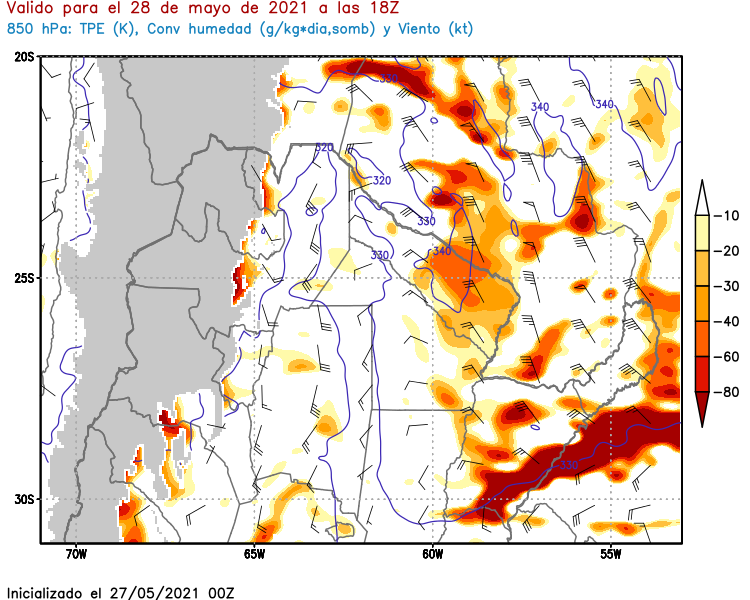 Valido para el 28 de mayo de 2021 a las 18Z
850 hPa: TPE (K), Conv humedad (g/kg*dia,somb) y Viento (kt)
20S
330
340
340
320
320
330
330
340
25S
330
30S
70W
65W
60W
55W
-10
-20
-30
-40
-60
-80
Inicializado el 27/05/2021 00Z